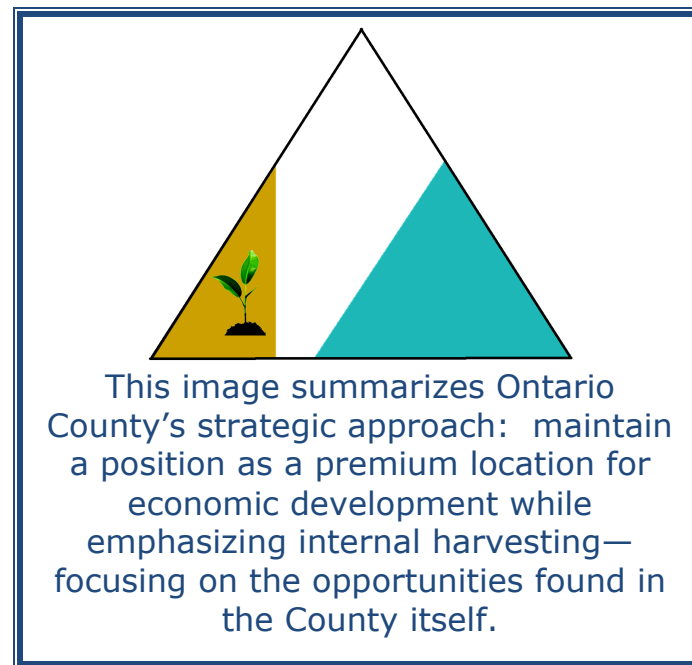 This image summarizes Ontario
County’s strategic approach:  maintain
a position as a premium location for
economic development while
emphasizing internal harvesting—
focusing on the opportunities found in
the County itself.